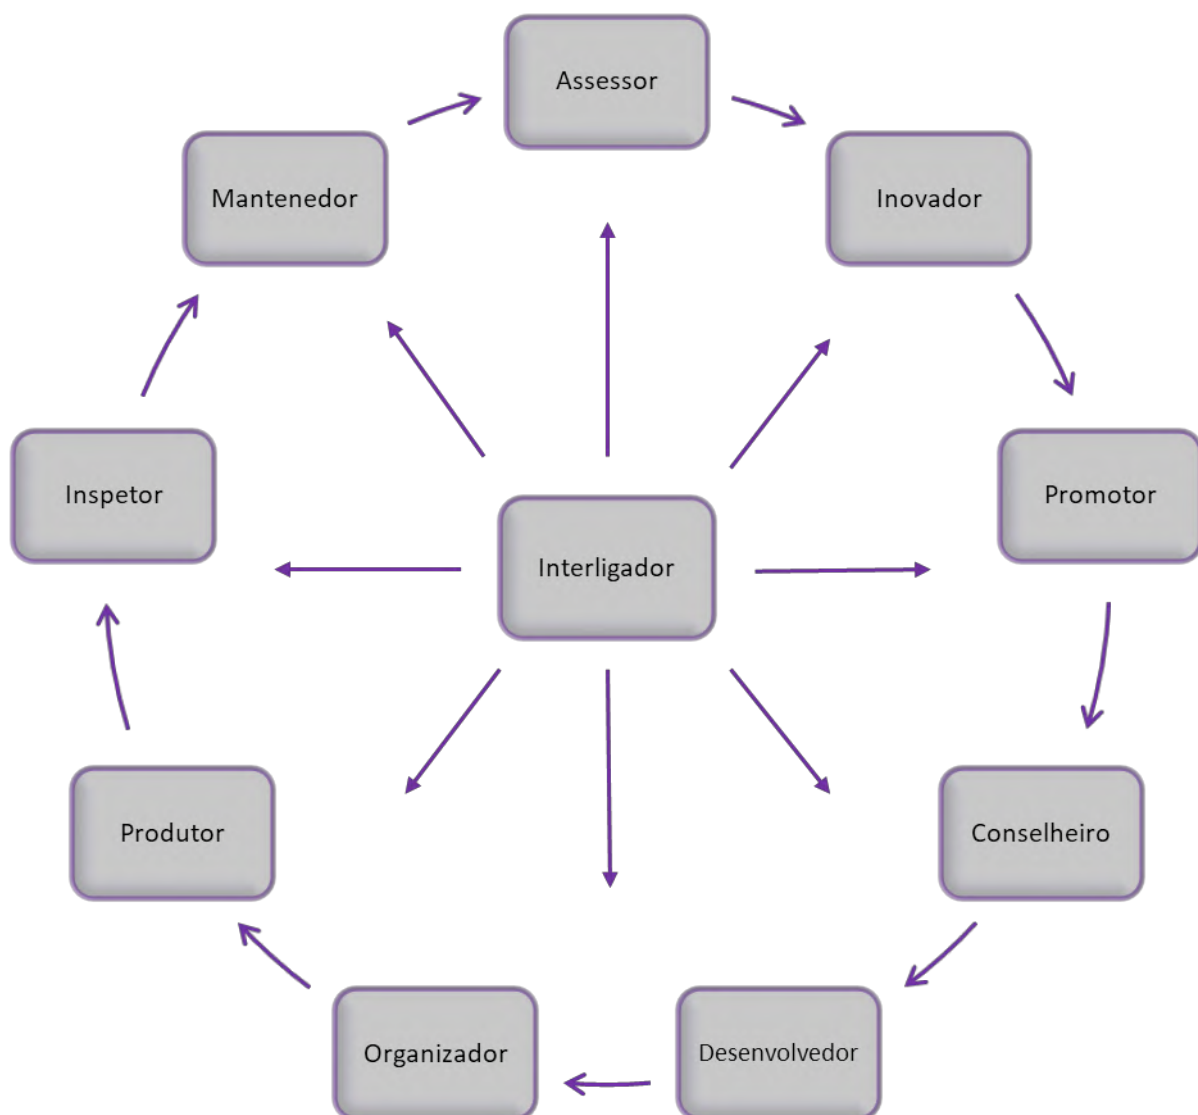 Assessor
Mantenedor
Inovador
Inspetor
Promotor
Interligador
Produtor
Conselheiro
Organizador
Desenvolvedor